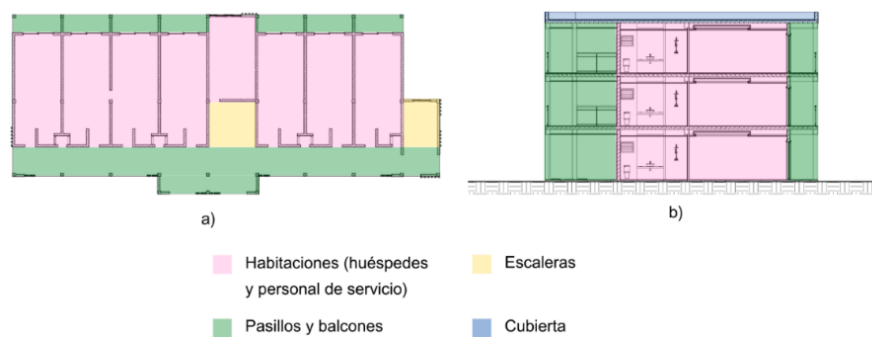 a)
b)
Habitaciones (huéspedes
y personal de servicio)
Escaleras
Pasillos y balcones
Cubierta